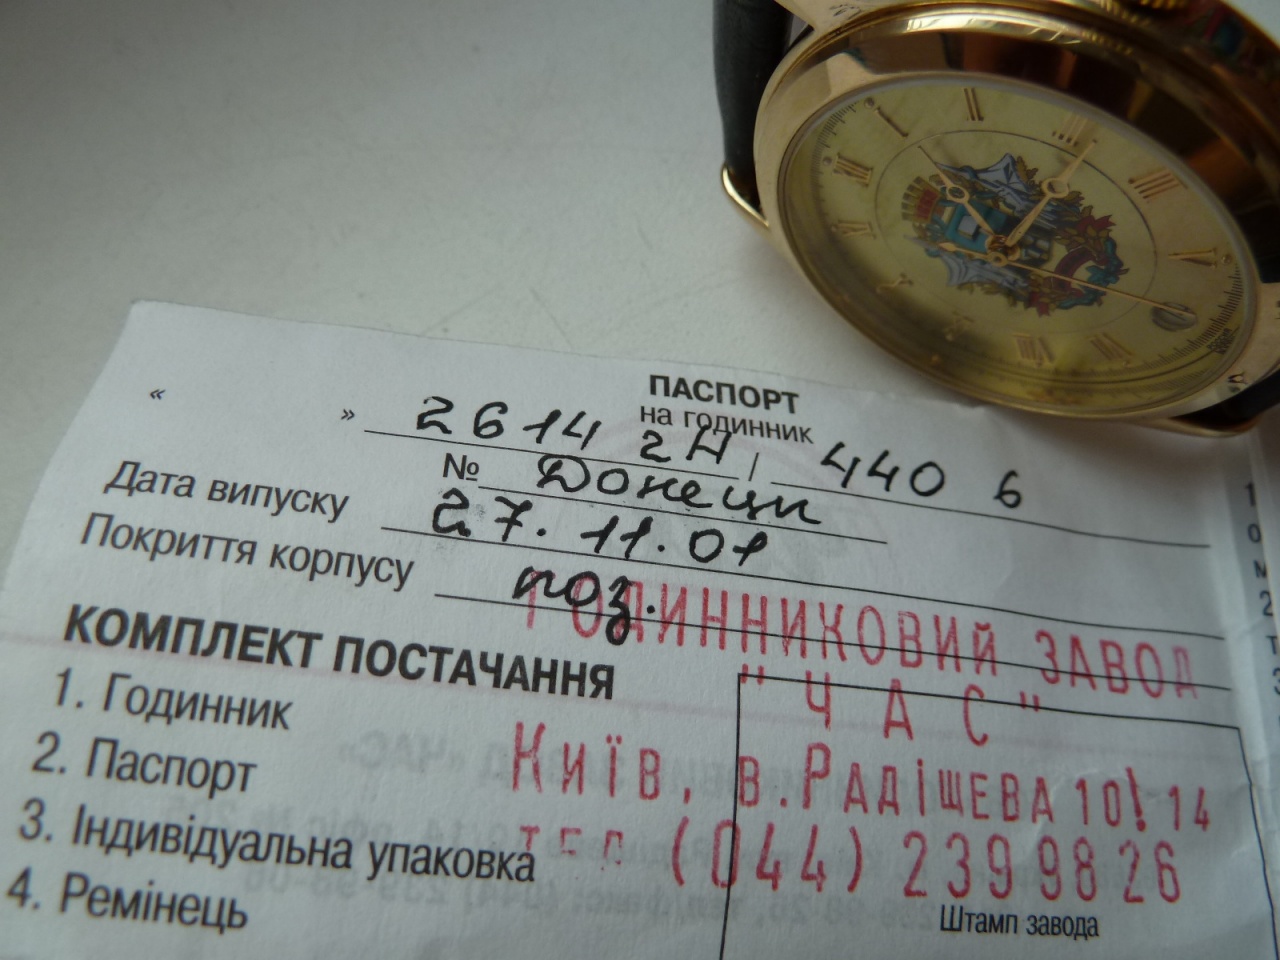 ПАСПОРТ
на годинник
« » 2614 2Н / 440 6
№ Донецк
Дата випуску 27.11.01
Покриття корпусу поз.
ГОДИННИКОВИЙ ЗАВОД
"ЧАС"
Київ, в.Радіщева 10! 14
тел (044) 2399826
Штамп завода
КОМПЛЕКТ ПОСТАЧАННЯ
1. Годинник
2. Паспорт
3. Індивідуальна упаковка
4. Ремінець